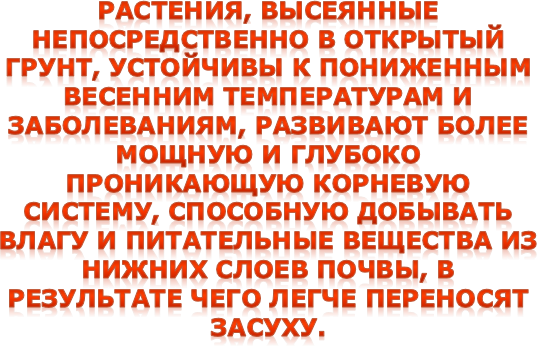 РАСТЕНИЯ, ВЫСЕЯННЫЕ
НЕПОСРЕДСТВЕННО В ОТКРЫТЫЙ
ГРУНТ, УСТОЙЧИВЫ К ПОНИЖЕННЫМ
ВЕСЕННИМ ТЕМПЕРАТУРАМ И
ЗАБОЛЕВАНИЯМ, РАЗВИВАЮТ БОЛЕЕ
МОЩНУЮ И ГЛУБОКО
ПРОНИКАЮЩУЮ КОРНЕВУЮ
СИСТЕМУ, СПОСОБНУЮ ДОБЫВАТЬ
ВЛАГУ И ПИТАТЕЛЬНЫЕ ВЕЩЕСТВА ИЗ
НИЖНИХ СЛОЕВ ПОЧВЫ, В
РЕЗУЛЬТАТЕ ЧЕГО ЛЕГЧЕ ПЕРЕНОСЯТ
ЗАСУХУ.